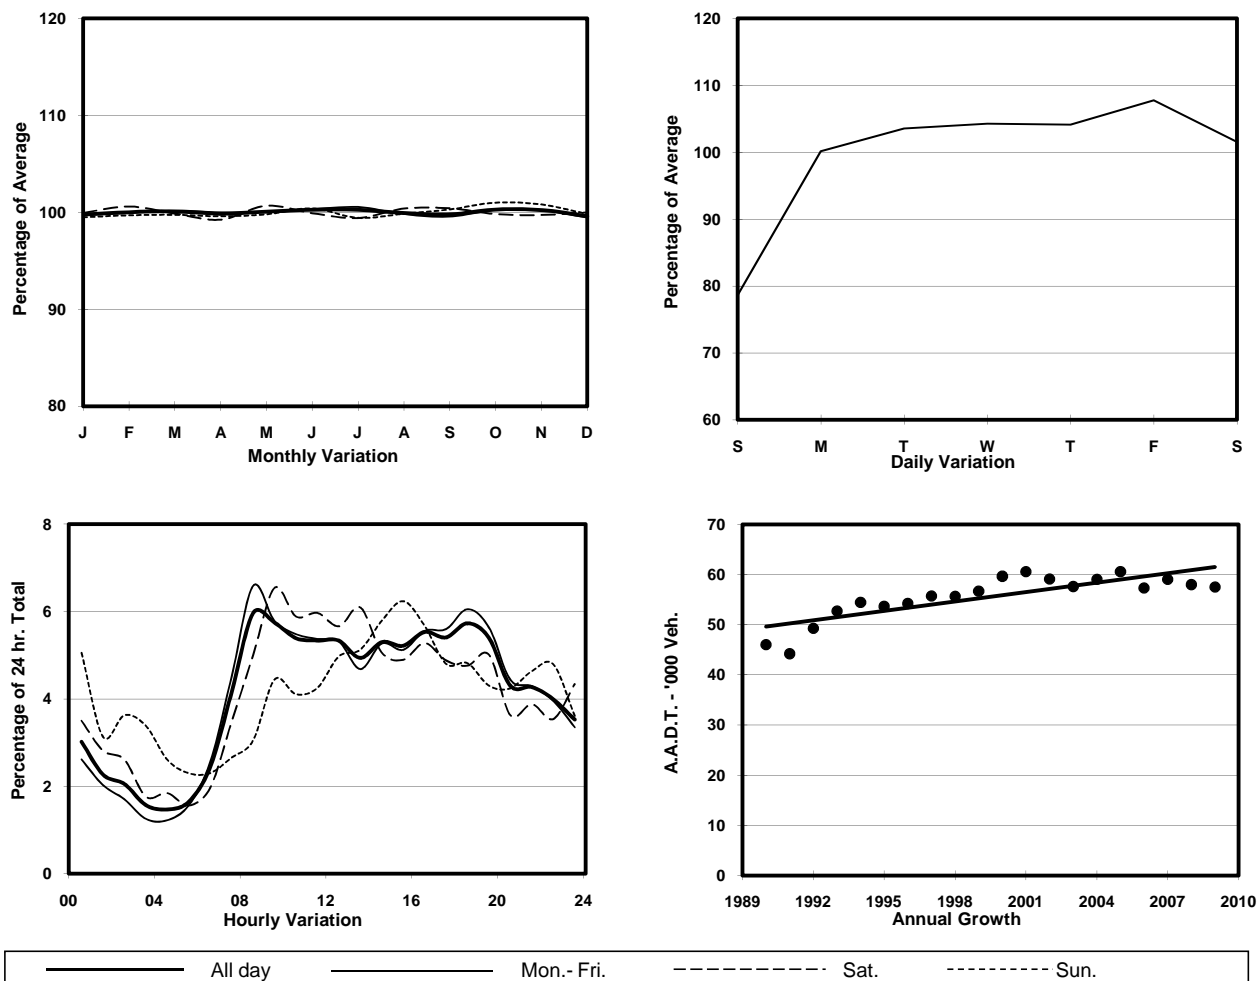 120
110
100
90
80
Percentage of Average
J F M A M J J A S O N D
Monthly Variation
120
110
100
90
80
70
60
Percentage of Average
S M T W T F S
Daily Variation
8
6
4
2
0
Percentage of 24 hr. Total
00 04 08 12 16 20 24
Hourly Variation
70
60
50
40
30
20
10
0
A.A.D.T. - '000 Veh.
1989 1992 1995 1998 2001 2004 2007 2010
Annual Growth
All day Mon.- Fri. Sat. Sun.